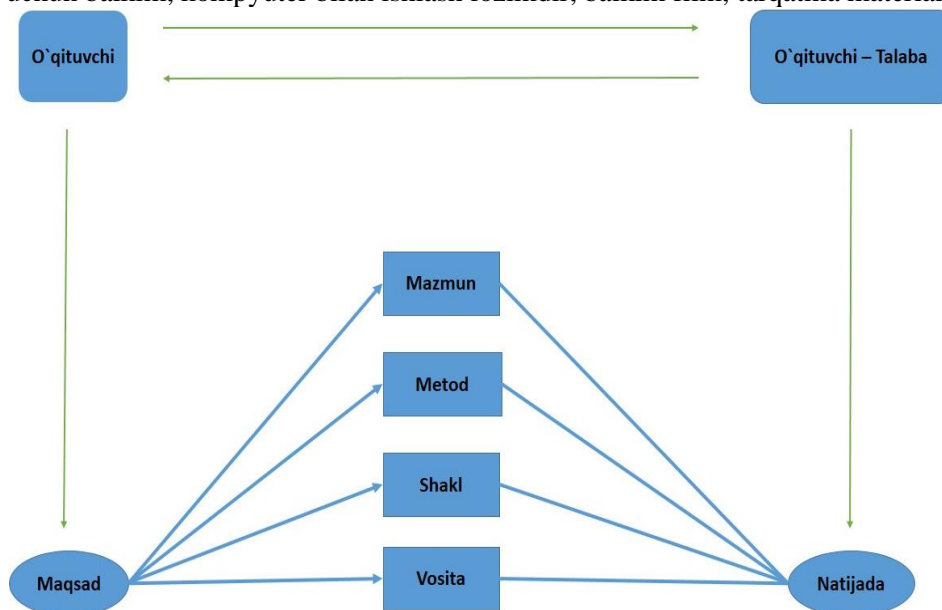 O`qituvchi
O`qituvchi – Talaba
Mazmun
Metod
Shakl
Vosita
Maqsad
Natijada